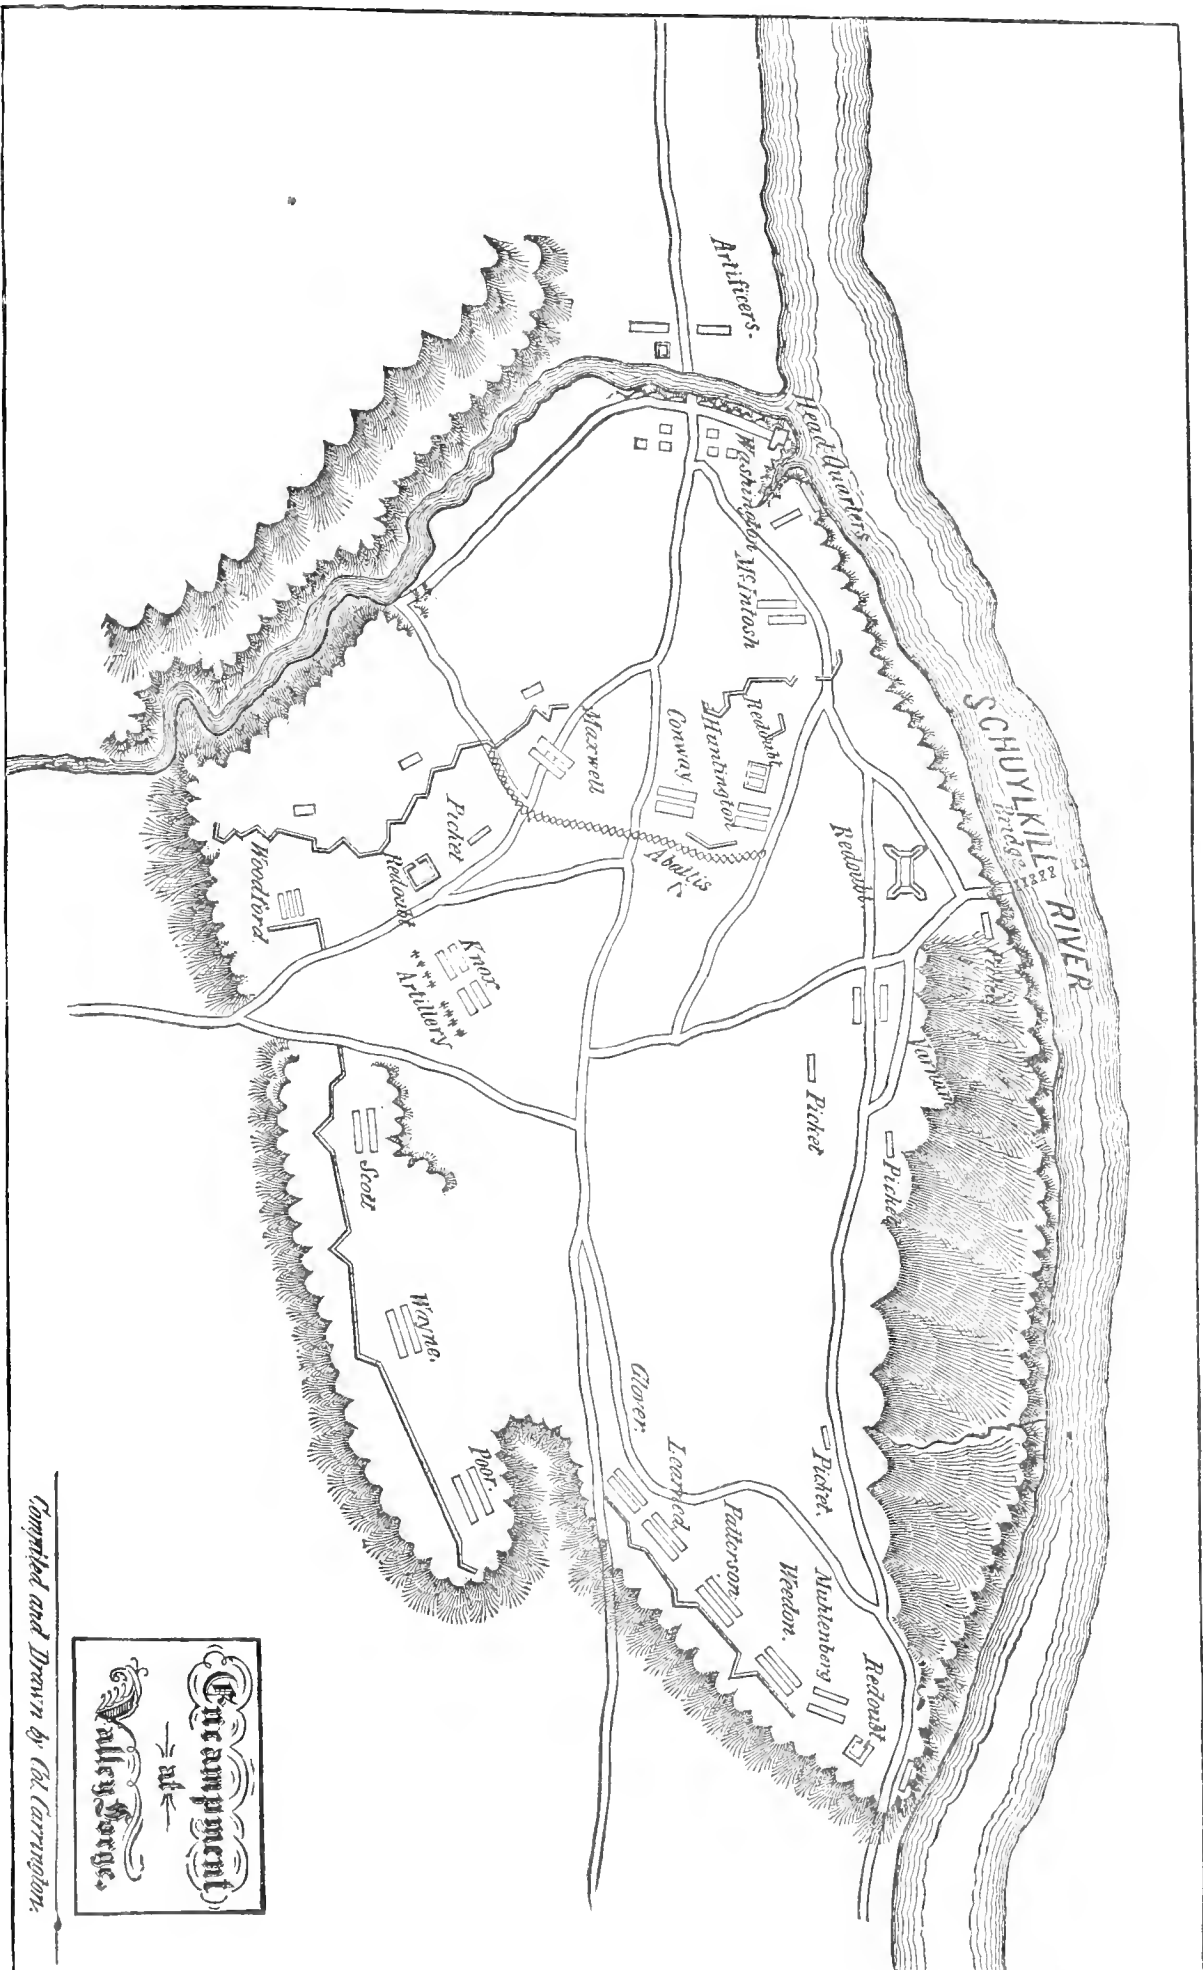 Artificers.
Head Quarters
Washington
McIntosh
SCHUYLKILL RIVER
Bridge
Redoubt
Huntington
Conway
Maxwell
Abattis
Redoubt.
Picket
Varnum
Picket
Picket
Picket
Redoubt
Woodford
Knox
Artillery
Scott
Wayne.
Poor.
Glover.
Learned.
Patterson
Weedon.
Muhlenberg
Redoubt
Picket.
Encampment
at
Valley Forge.
Compiled and Drawn by Col. Carrington.